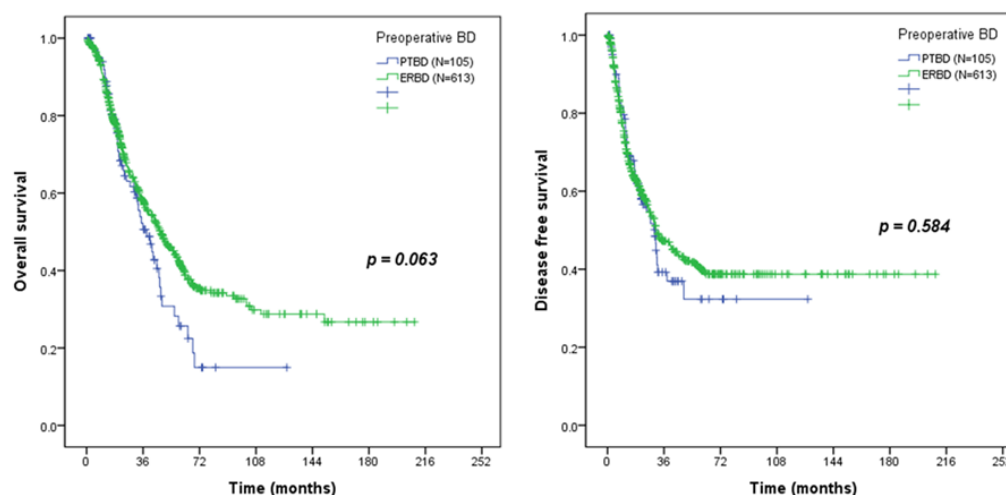 Preoperative BD
PTBD (N=105)
ERBD (N=613)
1.0
0.8
0.6
0.4
0.2
0.0
Overall survival
p = 0.063
0 36 72 108 144 180 216 252
Time (months)
Preoperative BD
PTBD (N=105)
ERBD (N=613)
1.0
0.8
0.6
0.4
0.2
0.0
Disease free survival
p = 0.584
0 36 72 108 144 180 216 252
Time (months)